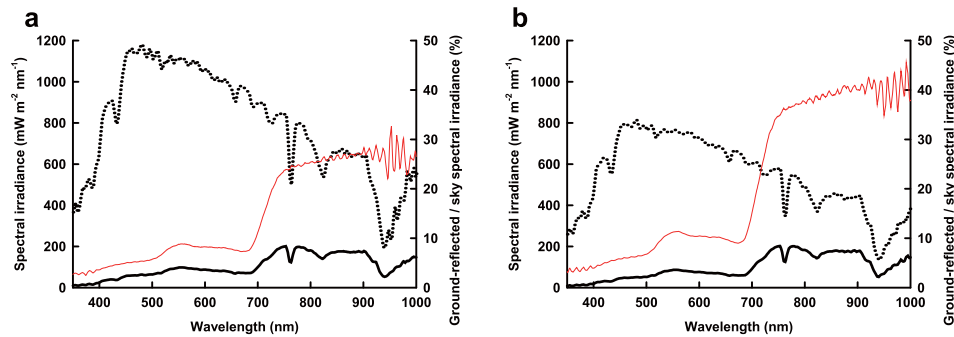 a
b
1200
1000
800
600
400
200
0
50
40
30
20
10
0
400 500 600 700 800 900 1000
Wavelength (nm)
Spectral irradiance (mW m-2 nm-1)
Ground-reflected / sky spectral irradiance (%)
1200
1000
800
600
400
200
0
50
40
30
20
10
0
400 500 600 700 800 900 1000
Wavelength (nm)
Spectral irradiance (mW m-2 nm-1)
Ground-reflected / sky spectral irradiance (%)